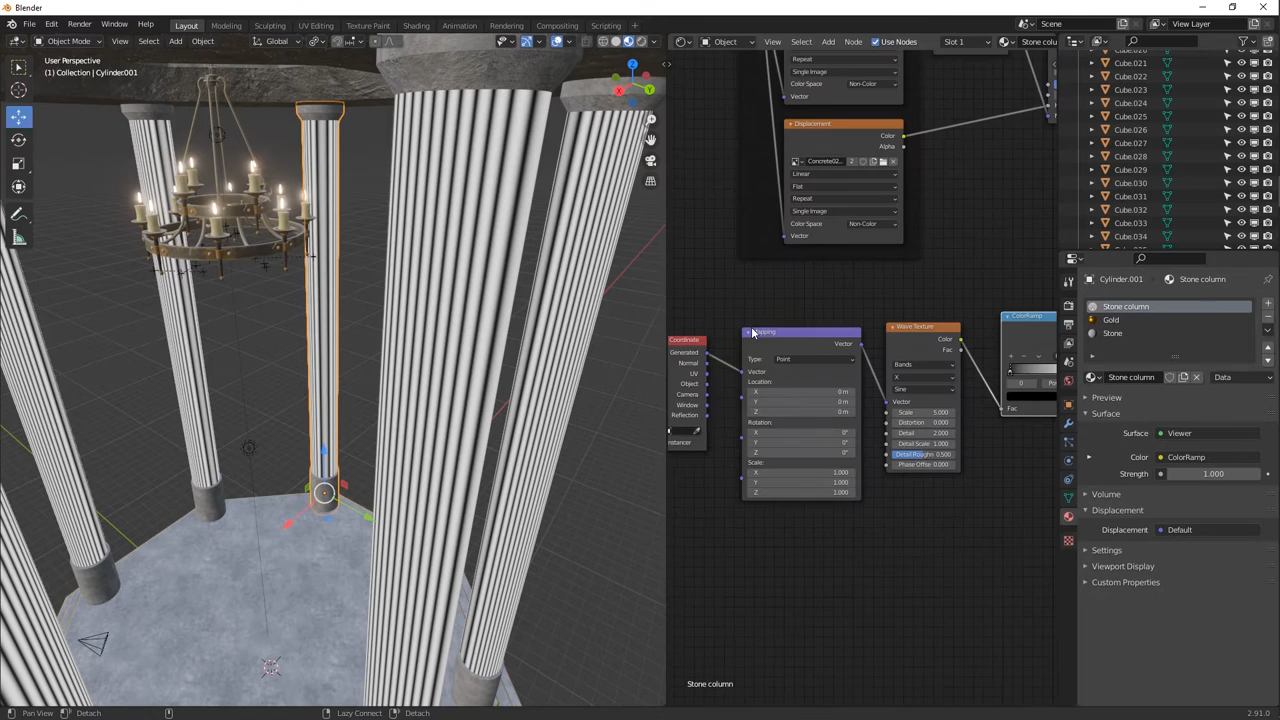 Blender
File Edit Render Window Help Layout Modeling Sculpting UV Editing Texture Paint Shading Animation Rendering Compositing Scripting + Scene View Layer
Object Mode View Select Add Object Global Object View Select Add Node Use Nodes Slot 1 Stone colu
User Perspective
(1) Collection | Cylinder.001
Z
Y
X
Repeat
Single Image
Color Space Non-Color
Vector
Displacement
Color
Alpha
Concrete02... 2
Linear
Flat
Repeat
Single Image
Color Space Non-Color
Vector
Coordinate
Generated
Normal
UV
Object
Camera
Window
Reflection
nstancer
Vector
Type: Point
Vector
Location:
X 0 m
Y 0 m
Z 0 m
Rotation:
X 0°
Y 0°
Z 0°
Scale:
X 1.000
Y 1.000
Z 1.000
Wave Texture
Color
Fac
Bands
X
Sine
Vector
Scale 5.000
Distortion 0.000
Detail 2.000
Detail Scale 1.000
Detail Roughn 0.500
Phase Offse 0.000
ColorRamp
0 Po
Fac
Stone column
Cube.021
Cube.022
Cube.023
Cube.024
Cube.025
Cube.026
Cube.027
Cube.028
Cube.029
Cube.030
Cube.031
Cube.032
Cube.033
Cube.034
Cylinder.001 Stone column
Stone column
Gold
Stone
Stone column Data
Preview
Surface
Surface Viewer
Color ColorRamp
Strength 1.000
Volume
Displacement
Displacement Default
Settings
Viewport Display
Custom Properties
Pan View Detach Lazy Connect Detach 2.91.0